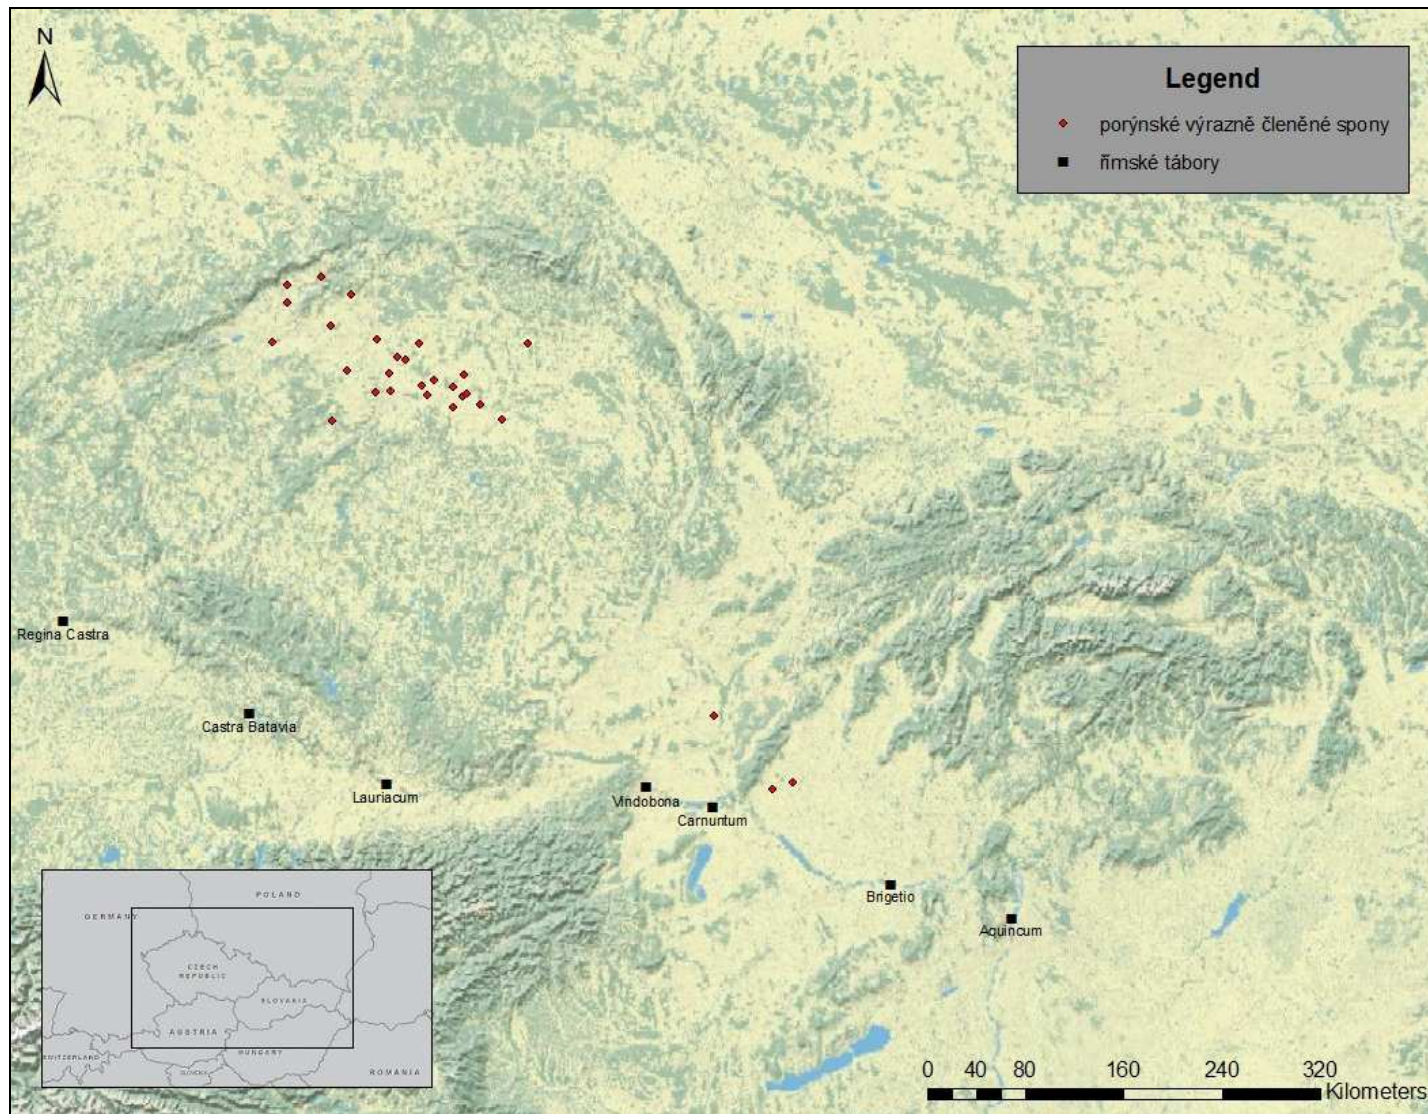 N
Legend
porýnské výrazně členěné spony
římské tábory
Regina Castra
Castra Batavia
Lauriacum
Vindobona
Carnuntum
Brigetio
Aquincum
POLAND
GERMANY
CZECH
REPUBLIC
SLOVAKIA
AUSTRIA
HUNGARY
ROMANIA
0 40 80 160 240 320
Kilometers